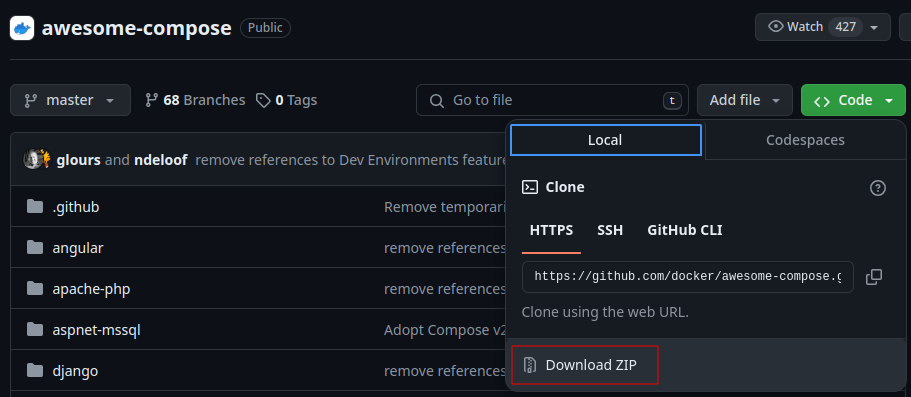 awesome-compose Public Watch 427
master 68 Branches 0 Tags Go to file t Add file Code
Local Codespaces
glours and ndeloof remove references to Dev Environments feature
Clone
.github Remove temporari
HTTPS SSH GitHub CLI
angular remove references
https://github.com/docker/awesome-compose.g
apache-php remove references
Clone using the web URL.
aspnet-mssql Adopt Compose v2
Download ZIP
django remove references